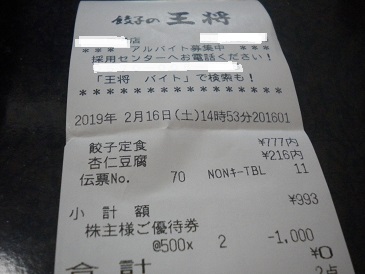 餃子の王将
店
*** アルバイト募集中 ***
採用センターへお電話ください!
「王将 バイト」で検索も!
****************
2019年 2月16日(土)14時53分201601
餃子定食 ¥777内
杏仁豆腐 ¥216内
伝票No. 70 NONｷｰTBL 11
小 計 額 ¥993
株主様ご優待券
@500x 2 -1,000
合 計 ¥0
2点